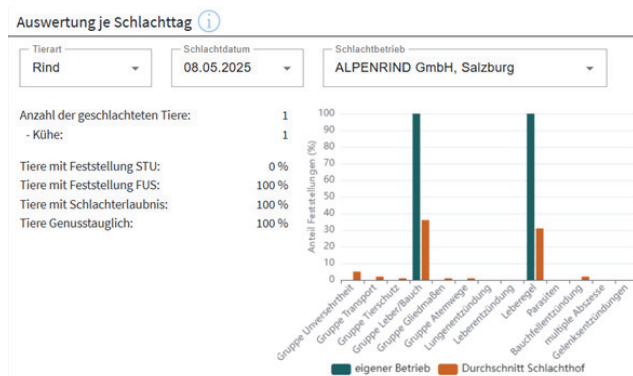 Auswertung je Schlachttag i
Tierart
Rind
Schlachtdatum
08.05.2025
Schlachtbetrieb
ALPENRIND GmbH, Salzburg
Anzahl der geschlachteten Tiere: 1
- Kühe: 1
Tiere mit Feststellung STU: 0 %
Tiere mit Feststellung FUS: 100 %
Tiere mit Schlachterlaubnis: 100 %
Tiere Genusstauglich: 100 %
Anteil Feststellungen (%)
100
90
80
70
60
50
40
30
20
10
0
Gruppe Unversehrtheit
Gruppe Transport
Gruppe Tierschutz
Gruppe Leber/Bauch
Gruppe Gliedmaßen
Gruppe Atemwege
Lungenentzündung
Leberentzündung
Leberegel
Parasiten
Bauchfellentzündung
multiple Abszesse
Gelenksentzündungen
eigener Betrieb
Durchschnitt Schlachthof